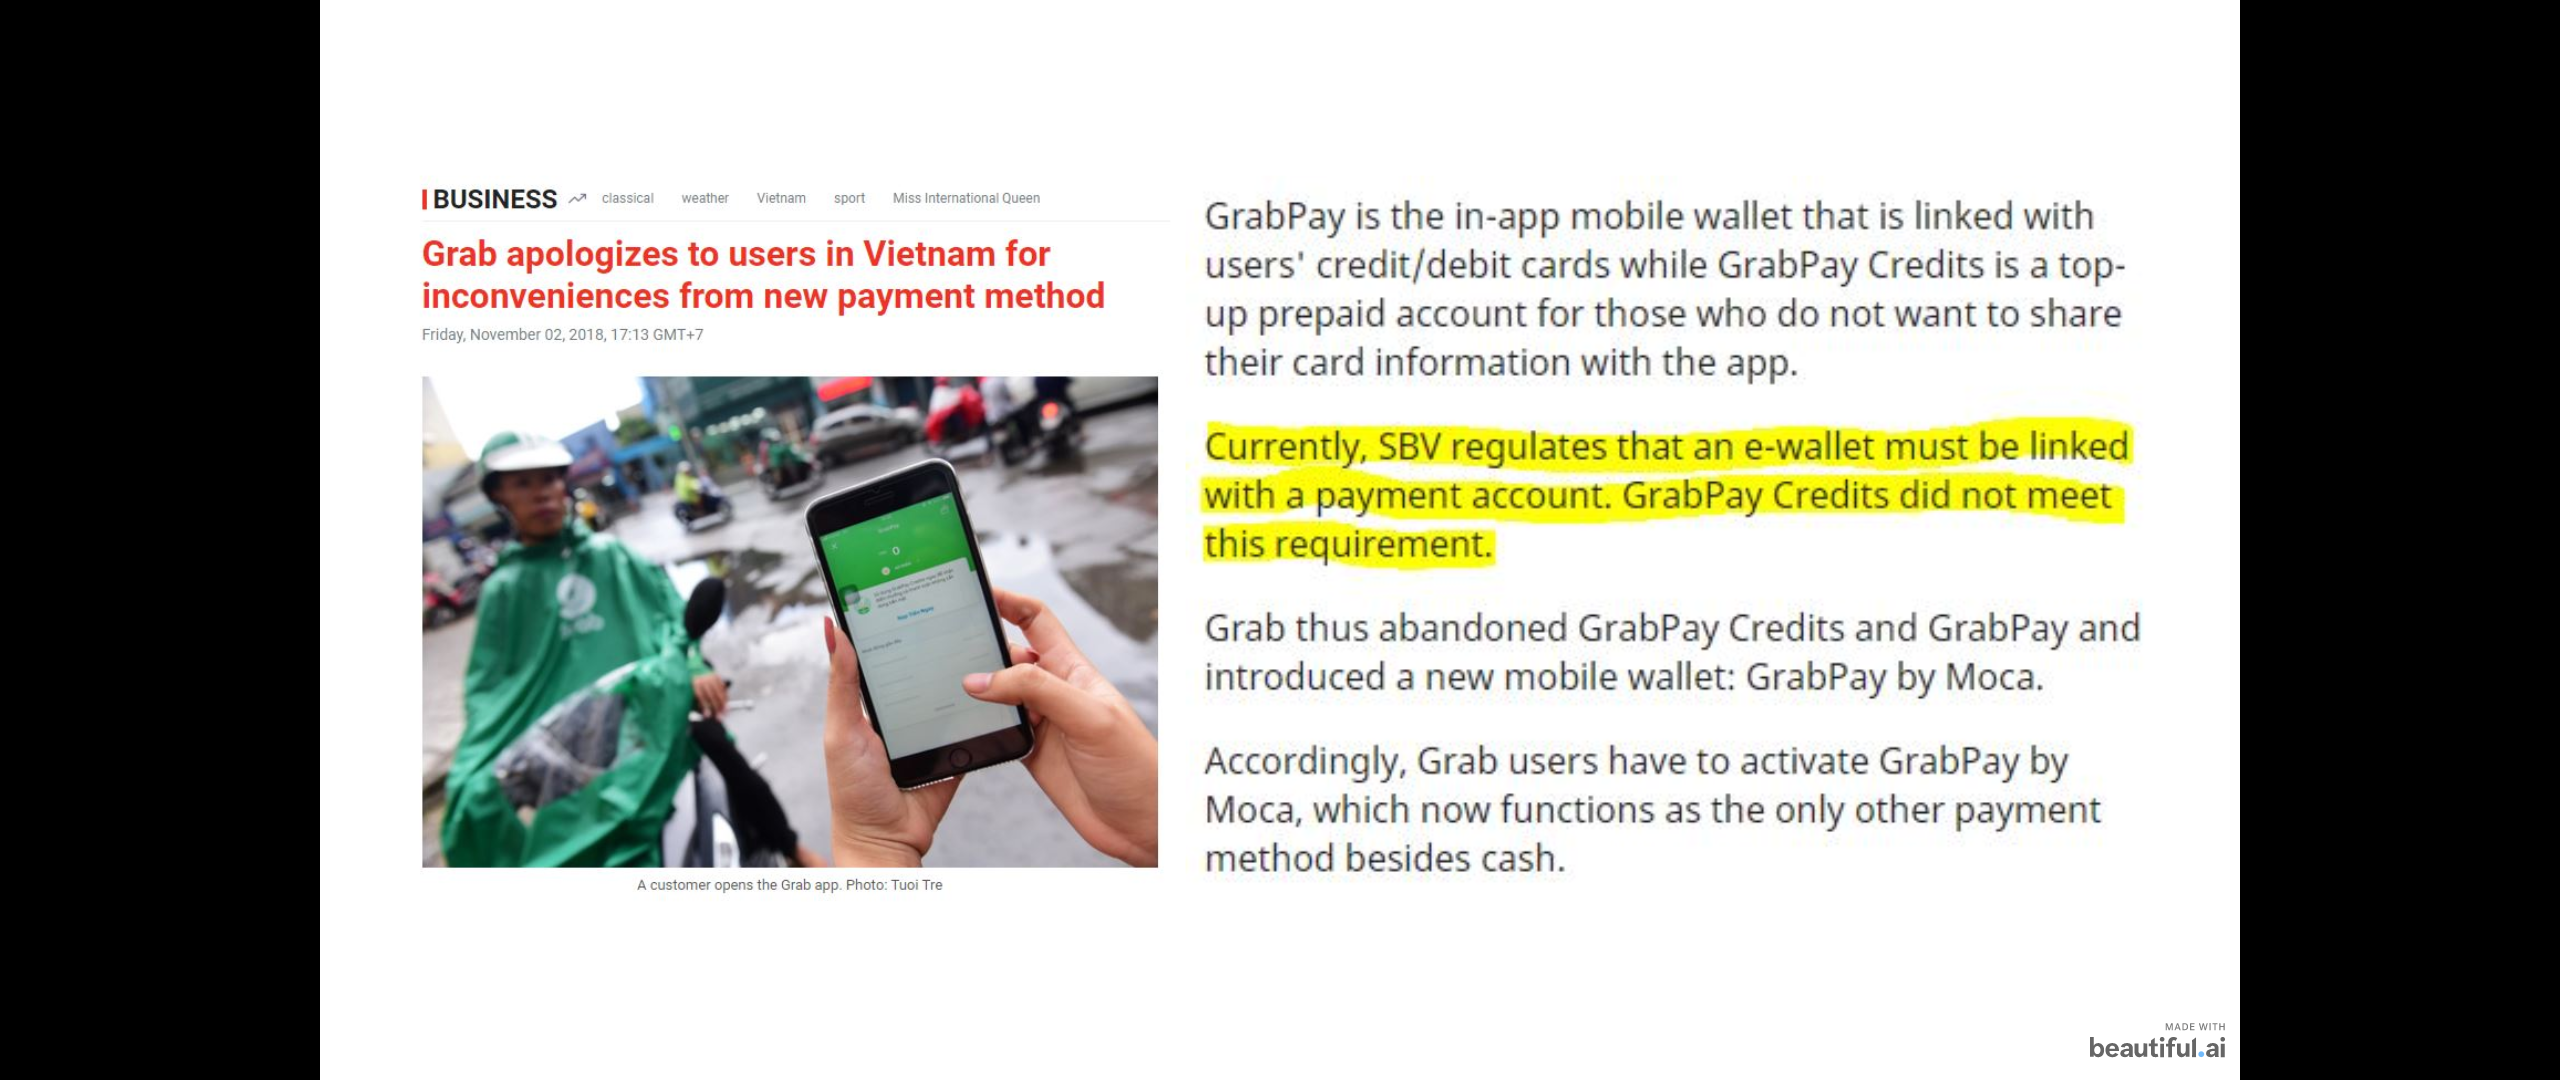 BUSINESS classical weather Vietnam sport Miss International Queen
Grab apologizes to users in Vietnam for
inconveniences from new payment method
Friday, November 02, 2018, 17:13 GMT+7
A customer opens the Grab app. Photo: Tuoi Tre
GrabPay is the in-app mobile wallet that is linked with
users' credit/debit cards while GrabPay Credits is a top-
up prepaid account for those who do not want to share
their card information with the app.
Currently, SBV regulates that an e-wallet must be linked
with a payment account. GrabPay Credits did not meet
this requirement.
Grab thus abandoned GrabPay Credits and GrabPay and
introduced a new mobile wallet: GrabPay by Moca.
Accordingly, Grab users have to activate GrabPay by
Moca, which now functions as the only other payment
method besides cash.
MADE WITH
beautiful.ai